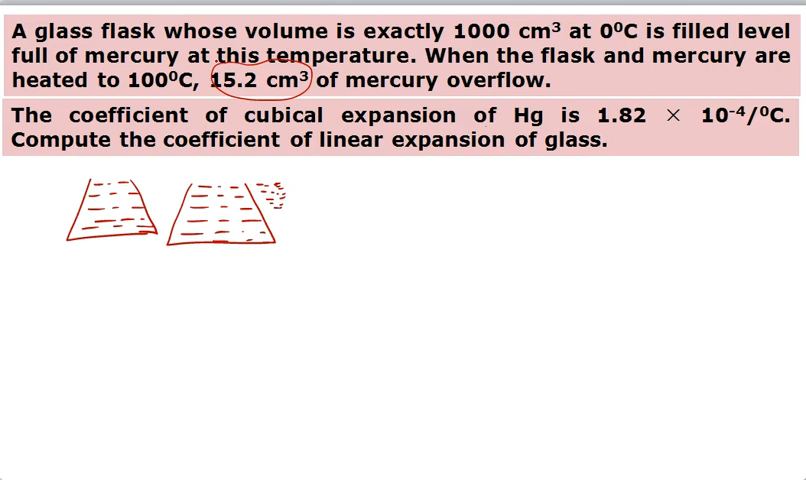 A glass flask whose volume is exactly 1000 cm³ at 0⁰C is filled level
full of mercury at this temperature. When the flask and mercury are
heated to 100⁰C, 15.2 cm³ of mercury overflow.
The coefficient of cubical expansion of Hg is 1.82 × 10⁻⁴/⁰C.
Compute the coefficient of linear expansion of glass.